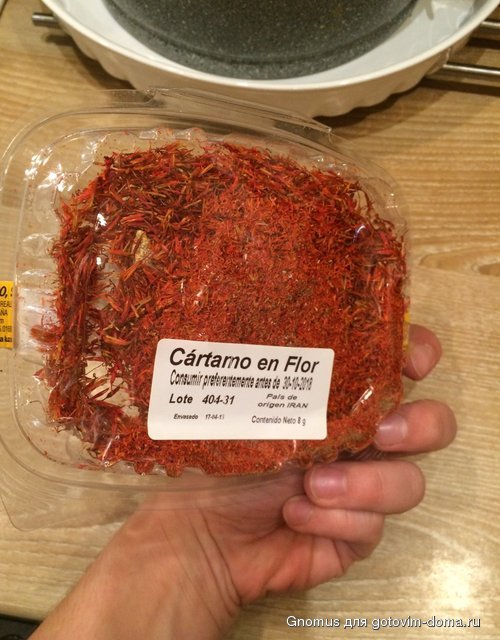 Cártamo en Flor
Consumir preferentemente antes de 30-10-2018
Lote 404-31
País de
origen IRAN
Envasado 17-04-15
Contenido Neto 8 g
Gnomus для gotovim-doma.ru